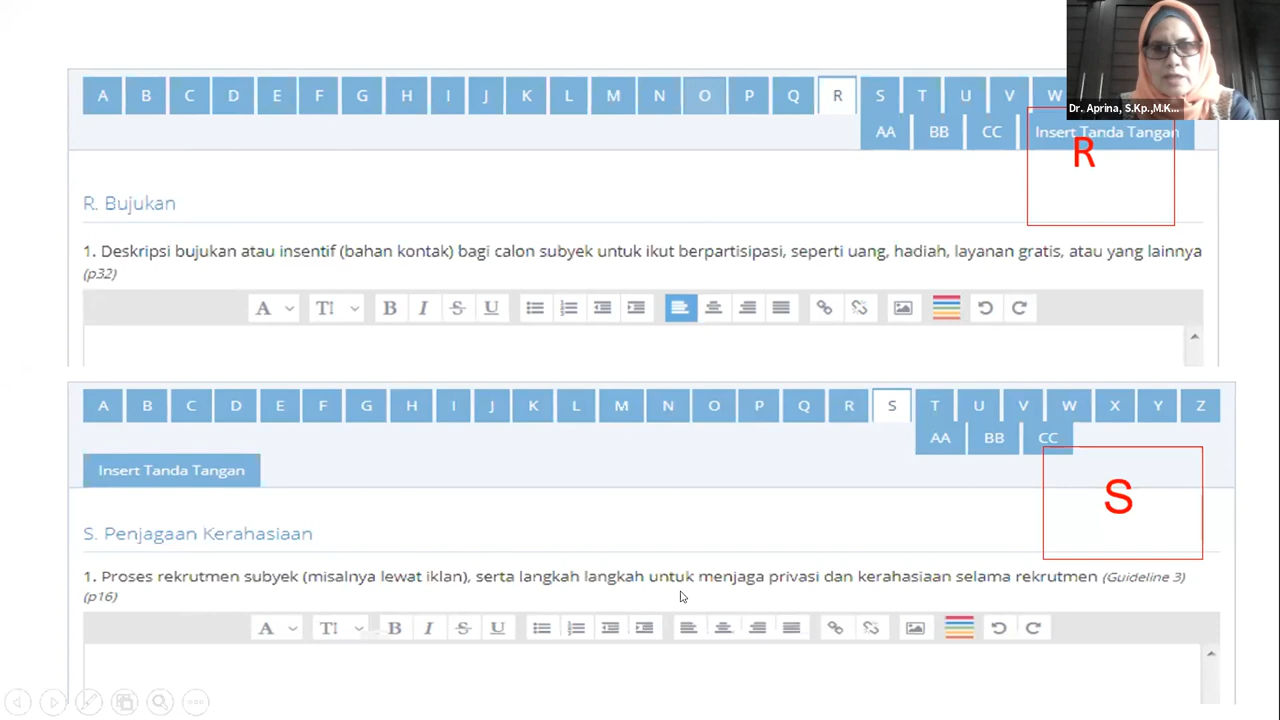 A B C D E F G H I J K L M N O P Q R S T U V W
Dr. Aprina, S.Kp.,M.K...
AA BB CC Insert Tanda Tangan
R
R. Bujukan
1. Deskripsi bujukan atau insentif (bahan kontak) bagi calon subyek untuk ikut berpartisipasi, seperti uang, hadiah, layanan gratis, atau yang lainnya
(p32)
A TI B I S U
A B C D E F G H I J K L M N O P Q R S T U V W X Y Z
AA BB CC
Insert Tanda Tangan
S
S. Penjagaan Kerahasiaan
1. Proses rekrutmen subyek (misalnya lewat iklan), serta langkah langkah untuk menjaga privasi dan kerahasiaan selama rekrutmen (Guideline 3)
(p16)
A TI B I S U